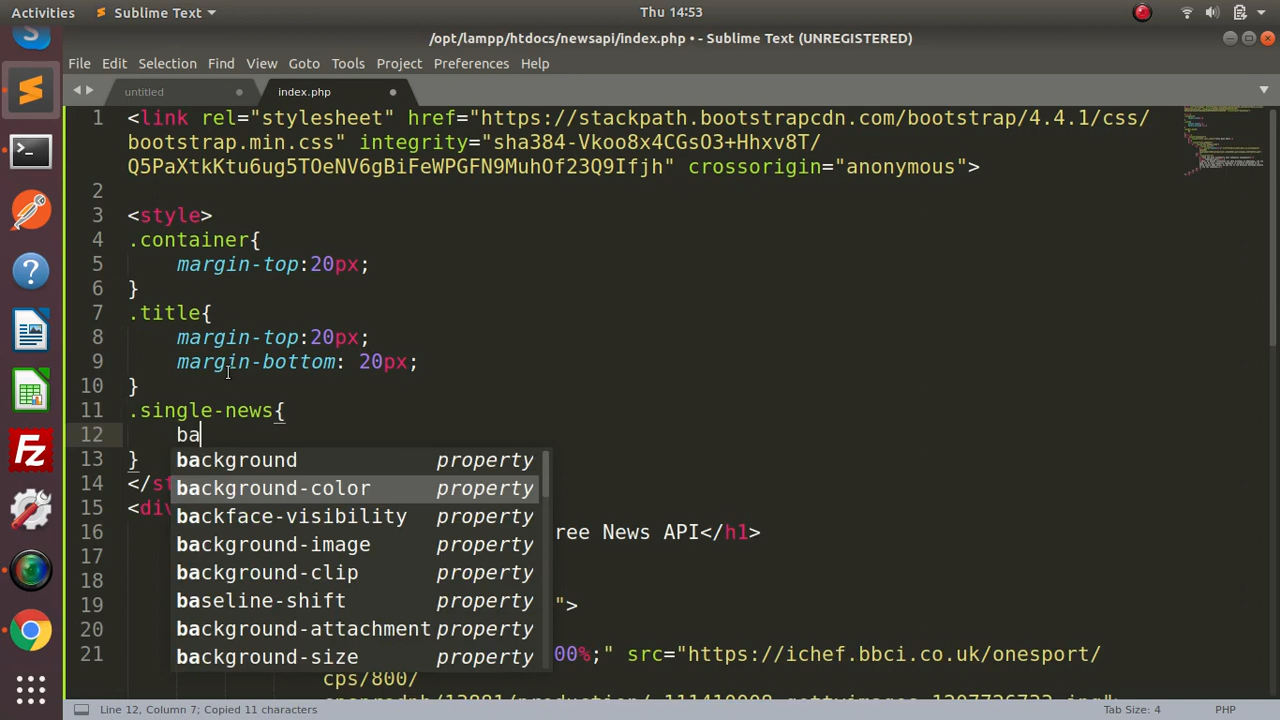 Activities Sublime Text Thu 14:53
/opt/lampp/htdocs/newsapi/index.php • - Sublime Text (UNREGISTERED)
File Edit Selection Find View Goto Tools Project Preferences Help
untitled index.php
1 <link rel="stylesheet" href="https://stackpath.bootstrapcdn.com/bootstrap/4.4.1/css/
bootstrap.min.css" integrity="sha384-Vkoo8x4CGsO3+Hhxv8T/
Q5PaXtkKtu6ug5TOeNV6gBiFeWPGFN9MuhOf23Q9Ifjh" crossorigin="anonymous">
2
3 <style>
4 .container{
5 margin-top:20px;
6 }
7 .title{
8 margin-top:20px;
9 margin-bottom: 20px;
10 }
11 .single-news{
12 ba
13 }
background property
14 </st
background-color property
15 <div
backface-visibility property
16 ree News API</h1>
background-image property
17
background-clip property
18
baseline-shift property
19 ">
background-attachment property
20
background-size property
21 00%;" src="https://ichef.bbci.co.uk/onesport/
cps/800/
Line 12, Column 7; Copied 11 characters Tab Size: 4 PHP